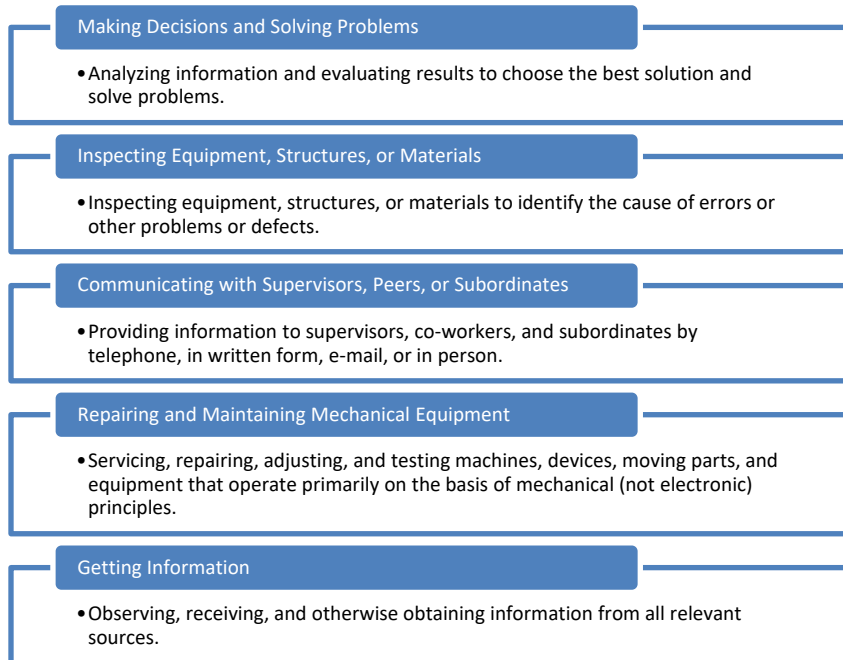 Making Decisions and Solving Problems
•Analyzing information and evaluating results to choose the best solution and
solve problems.
Inspecting Equipment, Structures, or Materials
•Inspecting equipment, structures, or materials to identify the cause of errors or
other problems or defects.
Communicating with Supervisors, Peers, or Subordinates
•Providing information to supervisors, co-workers, and subordinates by
telephone, in written form, e-mail, or in person.
Repairing and Maintaining Mechanical Equipment
•Servicing, repairing, adjusting, and testing machines, devices, moving parts, and
equipment that operate primarily on the basis of mechanical (not electronic)
principles.
Getting Information
•Observing, receiving, and otherwise obtaining information from all relevant
sources.